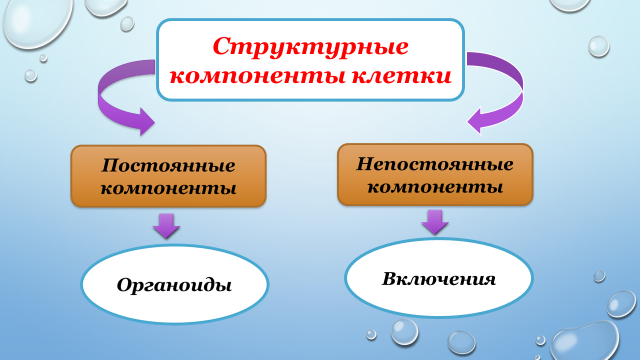 Структурные
компоненты клетки
Постоянные
компоненты
Непостоянные
компоненты
Органоиды
Включения